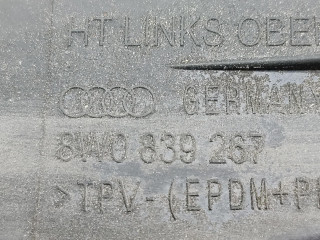 HT LINKS OBE
GERMANY
8W0 839 267
>TPV-(EPDM+P